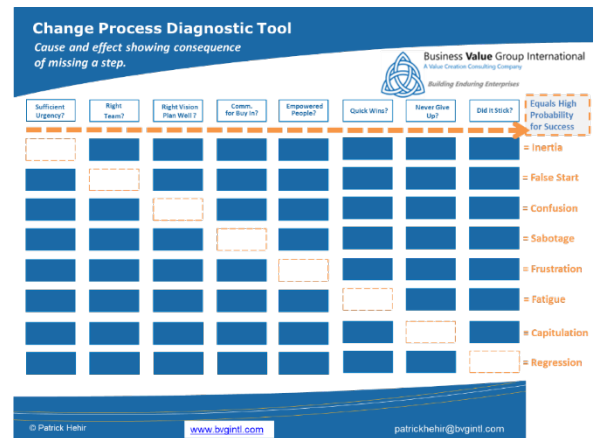 Change Process Diagnostic Tool
Cause and effect showing consequence
of missing a step.
Business Value Group International
A Value Creation Consulting Company
Building Enduring Enterprises
Sufficient
Urgency?
Right
Team?
Right Vision
Plan Well ?
Comm.
for Buy In?
Empowered
People?
Quick Wins?
Never Give
Up?
Did it Stick?
Equals High
Probability
for Success
= Inertia
= False Start
= Confusion
= Sabotage
= Frustration
= Fatigue
= Capitulation
= Regression
© Patrick Hehir
www.bvgintl.com
patrickhehir@bvgintl.com